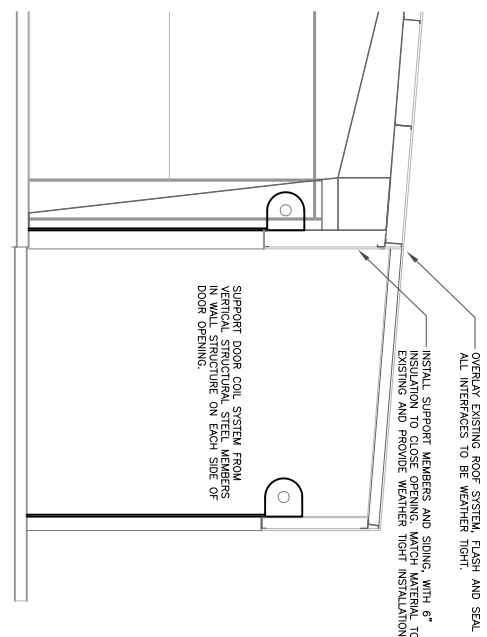 OVERLAY EXISTING ROOF SYSTEM, FLASH AND SEAL
ALL INTERFACES TO BE WEATHER TIGHT.
INSTALL SUPPORT MEMBERS AND SIDING, WITH 6"
INSULATION TO CLOSE OPENING. MATCH MATERIAL TO
EXISTING AND PROVIDE WEATHER TIGHT INSTALLATION
SUPPORT DOOR COIL SYSTEM FROM
VERTICAL STRUCTURAL STEEL MEMBERS
IN WALL STRUCTURE ON EACH SIDE OF
DOOR OPENING.